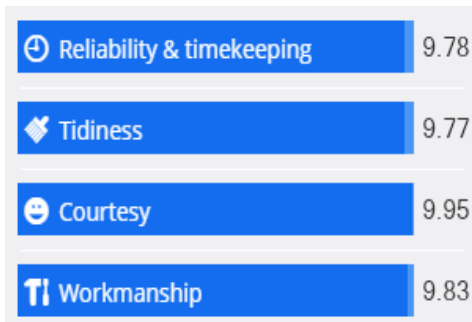 Reliability & timekeeping 9.78
Tidiness 9.77
Courtesy 9.95
Workmanship 9.83